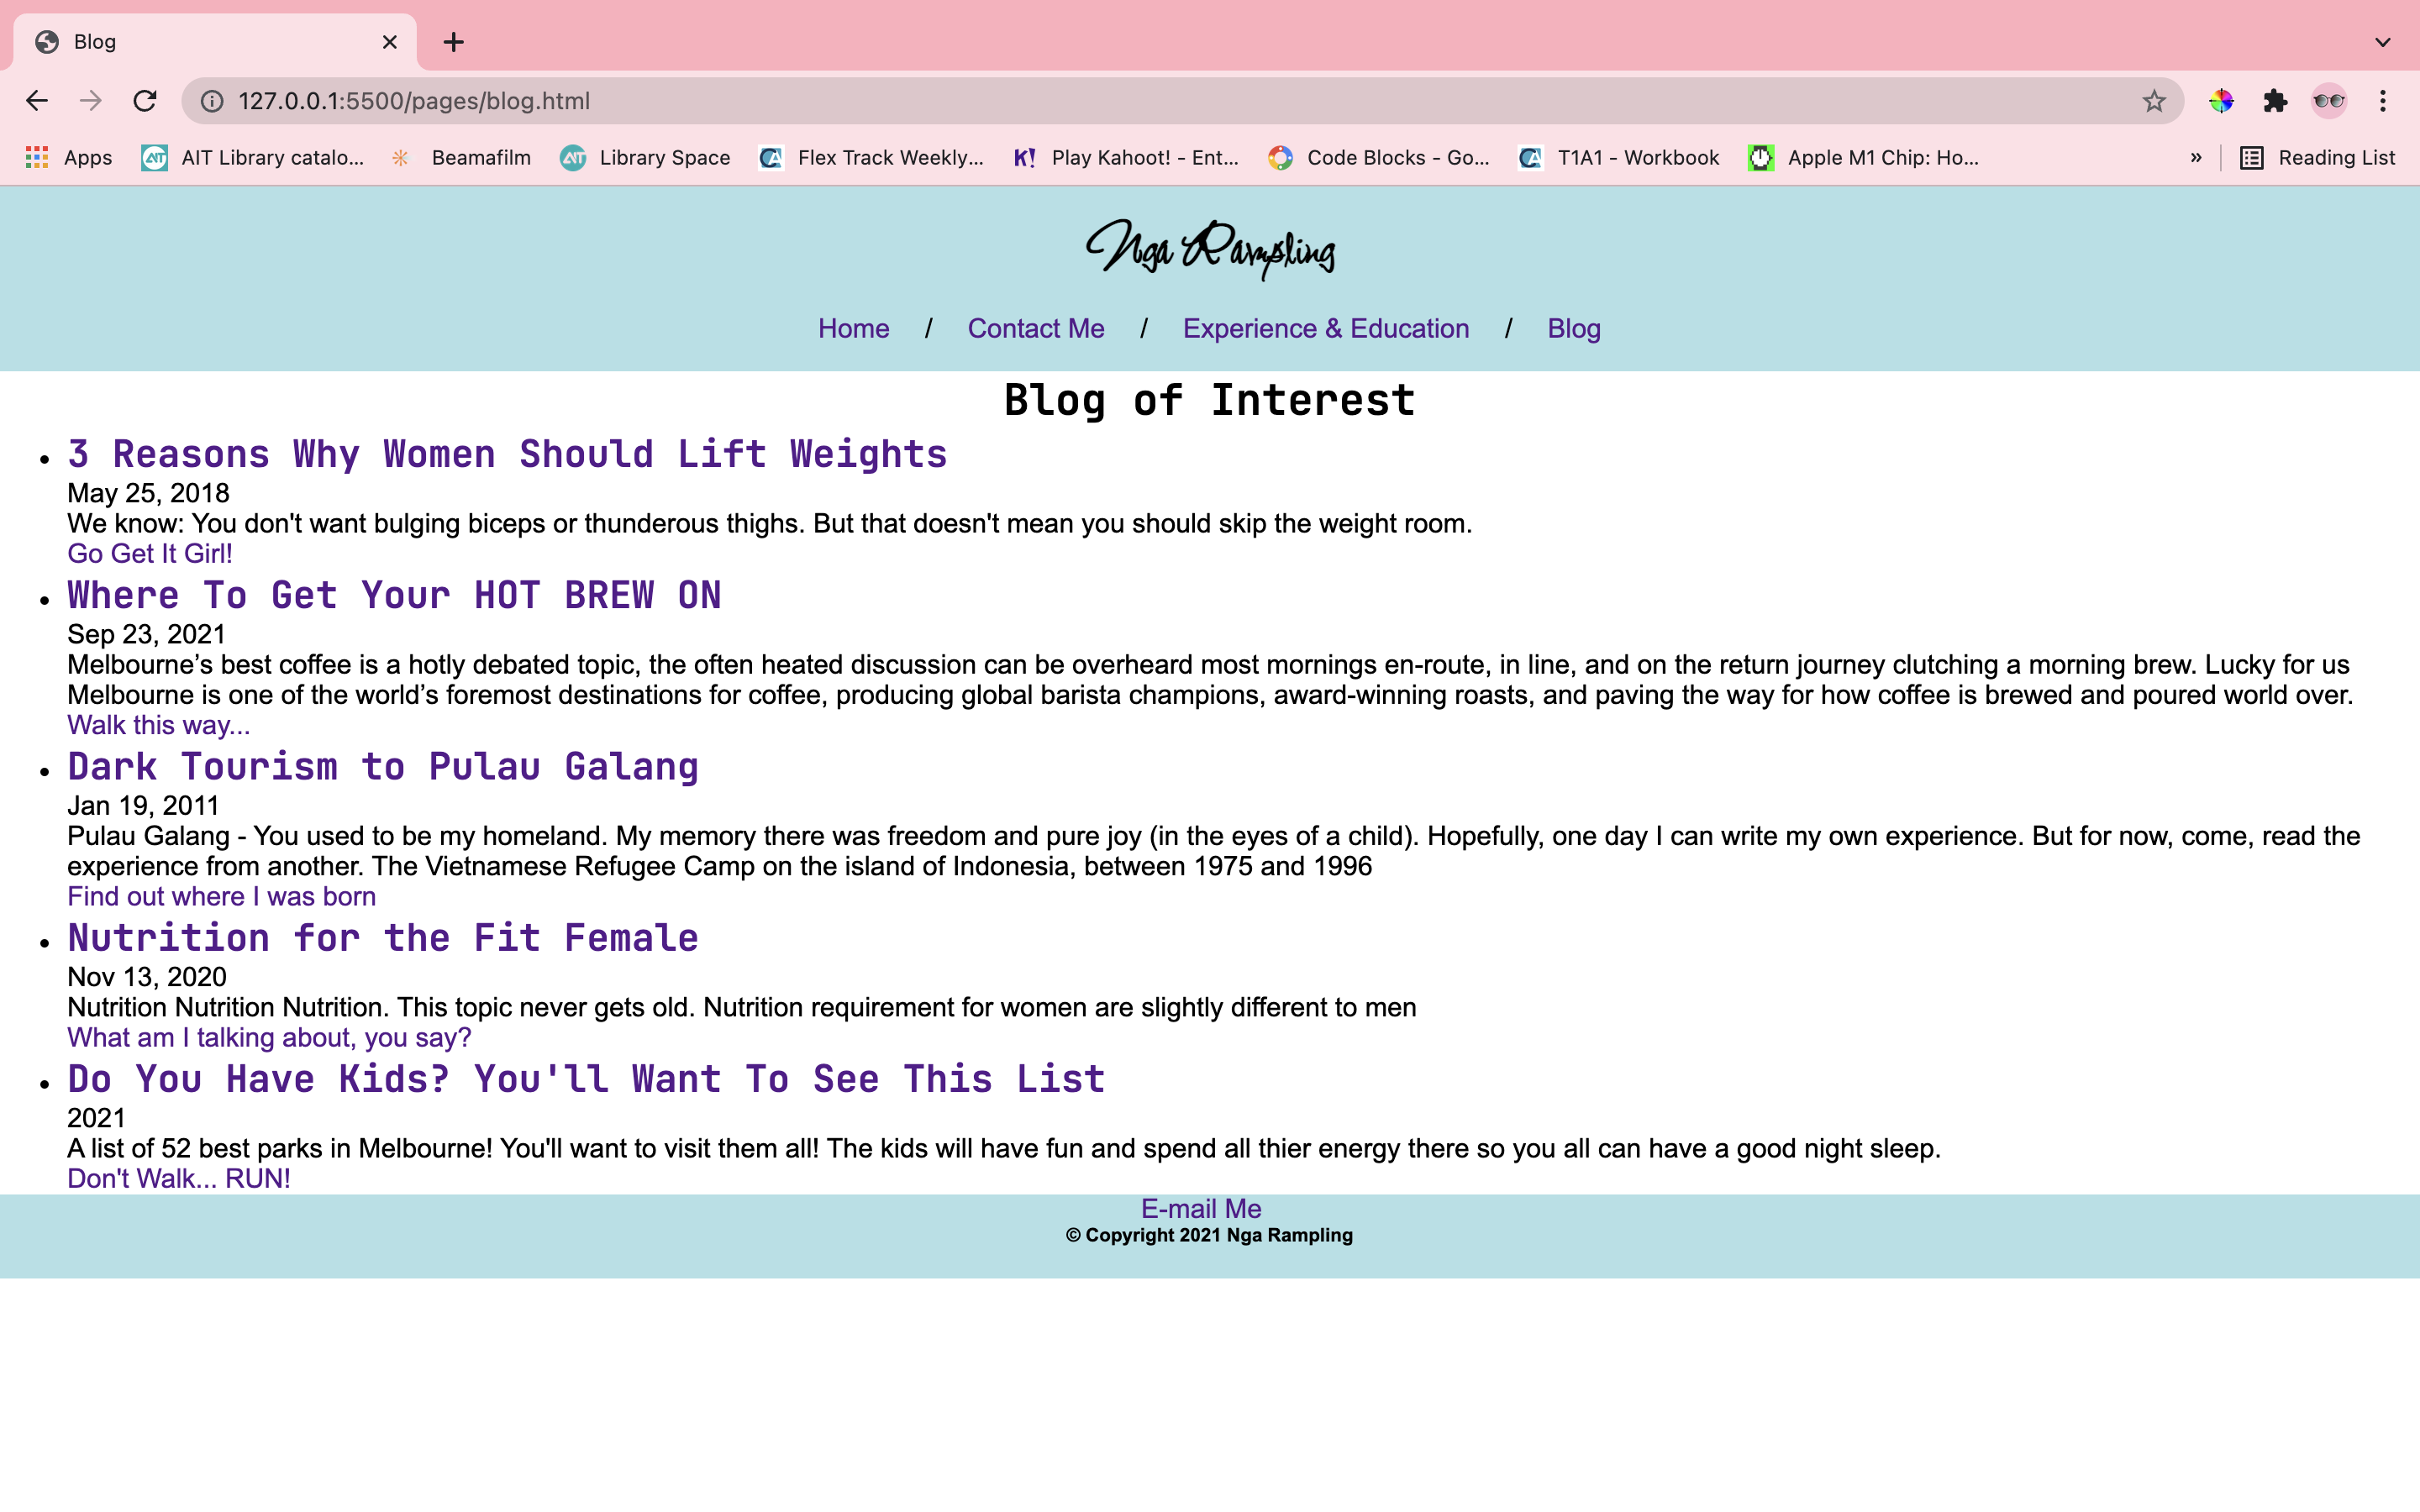 Blog
127.0.0.1:5500/pages/blog.html
Apps AIT Library catalo... Beamafilm Library Space Flex Track Weekly... Play Kahoot! - Ent... Code Blocks - Go... T1A1 - Workbook Apple M1 Chip: Ho... » Reading List
Nga Rampling
Home / Contact Me / Experience & Education / Blog
Blog of Interest
• 3 Reasons Why Women Should Lift Weights
May 25, 2018
We know: You don't want bulging biceps or thunderous thighs. But that doesn't mean you should skip the weight room.
Go Get It Girl!
• Where To Get Your HOT BREW ON
Sep 23, 2021
Melbourne’s best coffee is a hotly debated topic, the often heated discussion can be overheard most mornings en-route, in line, and on the return journey clutching a morning brew. Lucky for us
Melbourne is one of the world’s foremost destinations for coffee, producing global barista champions, award-winning roasts, and paving the way for how coffee is brewed and poured world over.
Walk this way...
• Dark Tourism to Pulau Galang
Jan 19, 2011
Pulau Galang - You used to be my homeland. My memory there was freedom and pure joy (in the eyes of a child). Hopefully, one day I can write my own experience. But for now, come, read the
experience from another. The Vietnamese Refugee Camp on the island of Indonesia, between 1975 and 1996
Find out where I was born
• Nutrition for the Fit Female
Nov 13, 2020
Nutrition Nutrition Nutrition. This topic never gets old. Nutrition requirement for women are slightly different to men
What am I talking about, you say?
• Do You Have Kids? You'll Want To See This List
2021
A list of 52 best parks in Melbourne! You'll want to visit them all! The kids will have fun and spend all thier energy there so you all can have a good night sleep.
Don't Walk... RUN!
E-mail Me
© Copyright 2021 Nga Rampling